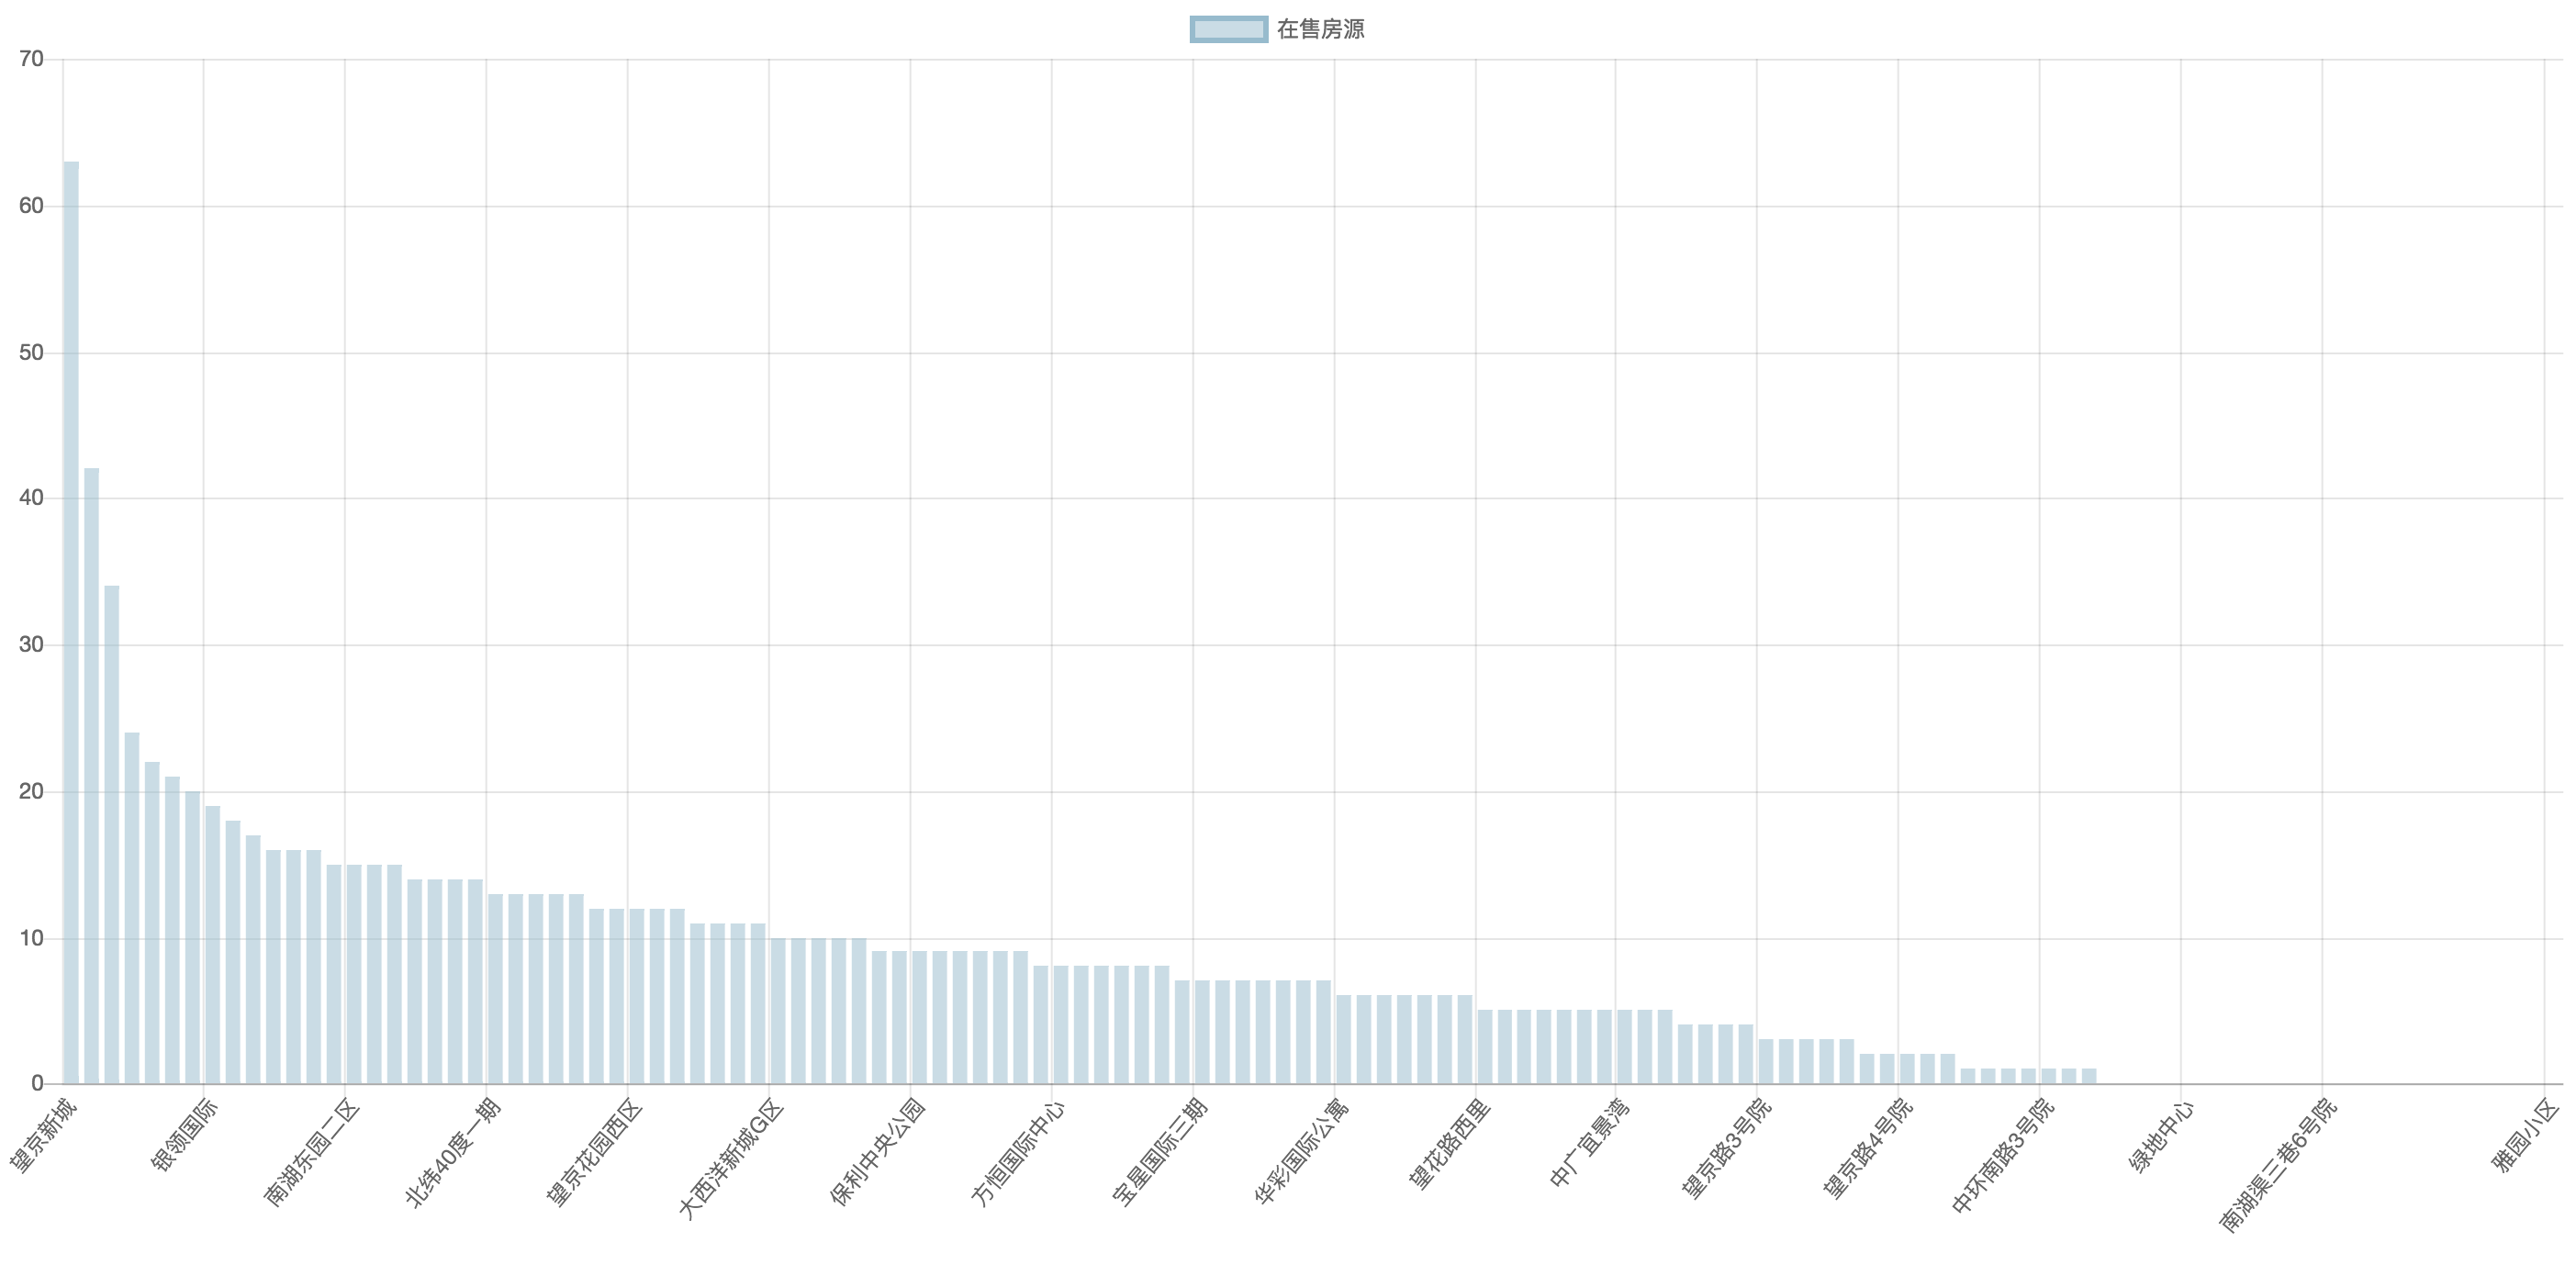 在售房源
70
60
50
40
30
20
10
0
望京新城
银领国际
南湖东园二区
北纬40度一期
望京花园西区
大西洋新城G区
保利中央公园
方恒国际中心
宝星国际三期
华彩国际公寓
望花路西里
中广宜景湾
望京路3号院
望京路4号院
中环南路3号院
绿地中心
南湖渠三巷6号院
雅园小区